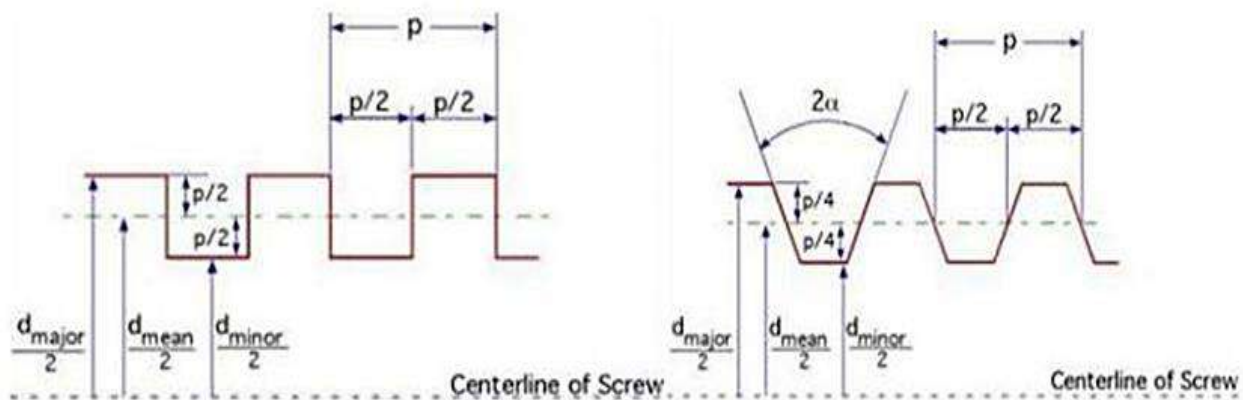 p
p/2 p/2
p/2
p/2
d_major/2 d_mean/2 d_minor/2
Centerline of Screw
p
2α
p/2 p/2
p/4
p/4
d_major/2 d_mean/2 d_minor/2
Centerline of Screw